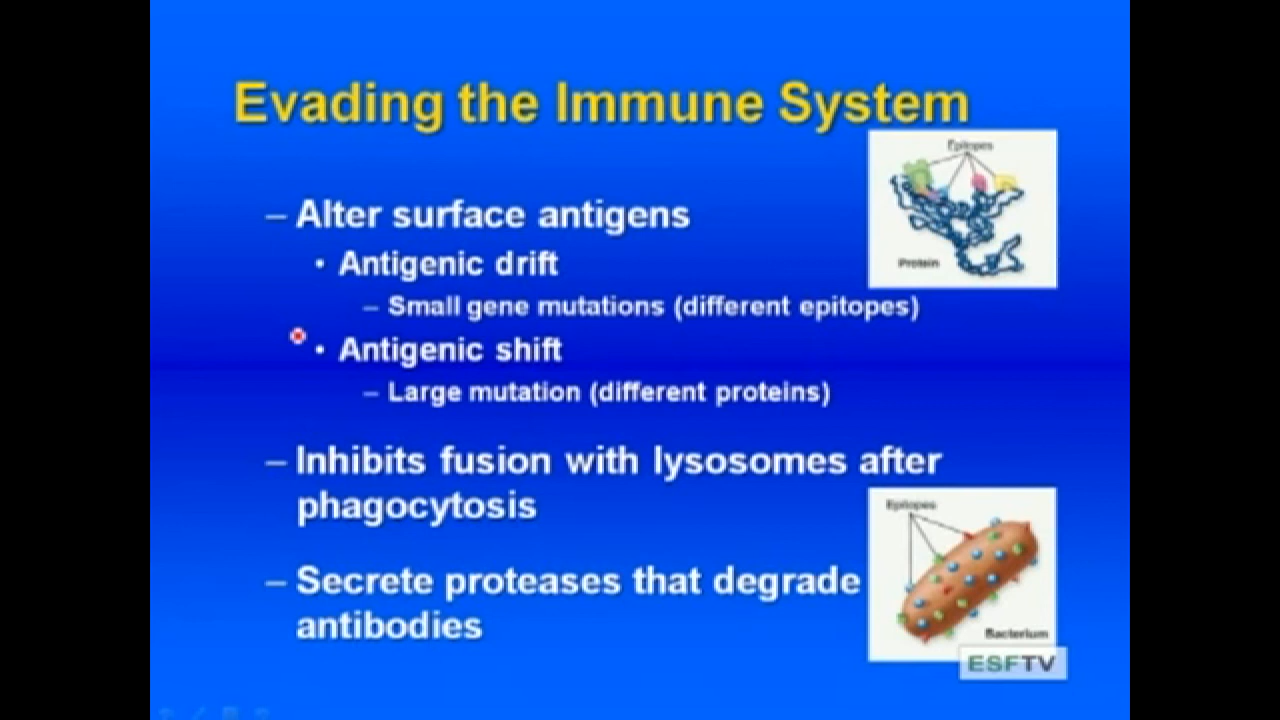 Evading the Immune System
Epitopes
Protein
– Alter surface antigens
• Antigenic drift
– Small gene mutations (different epitopes)
• Antigenic shift
– Large mutation (different proteins)
– Inhibits fusion with lysosomes after
phagocytosis
Epitopes
– Secrete proteases that degrade
antibodies
Bacterium
ESFTV